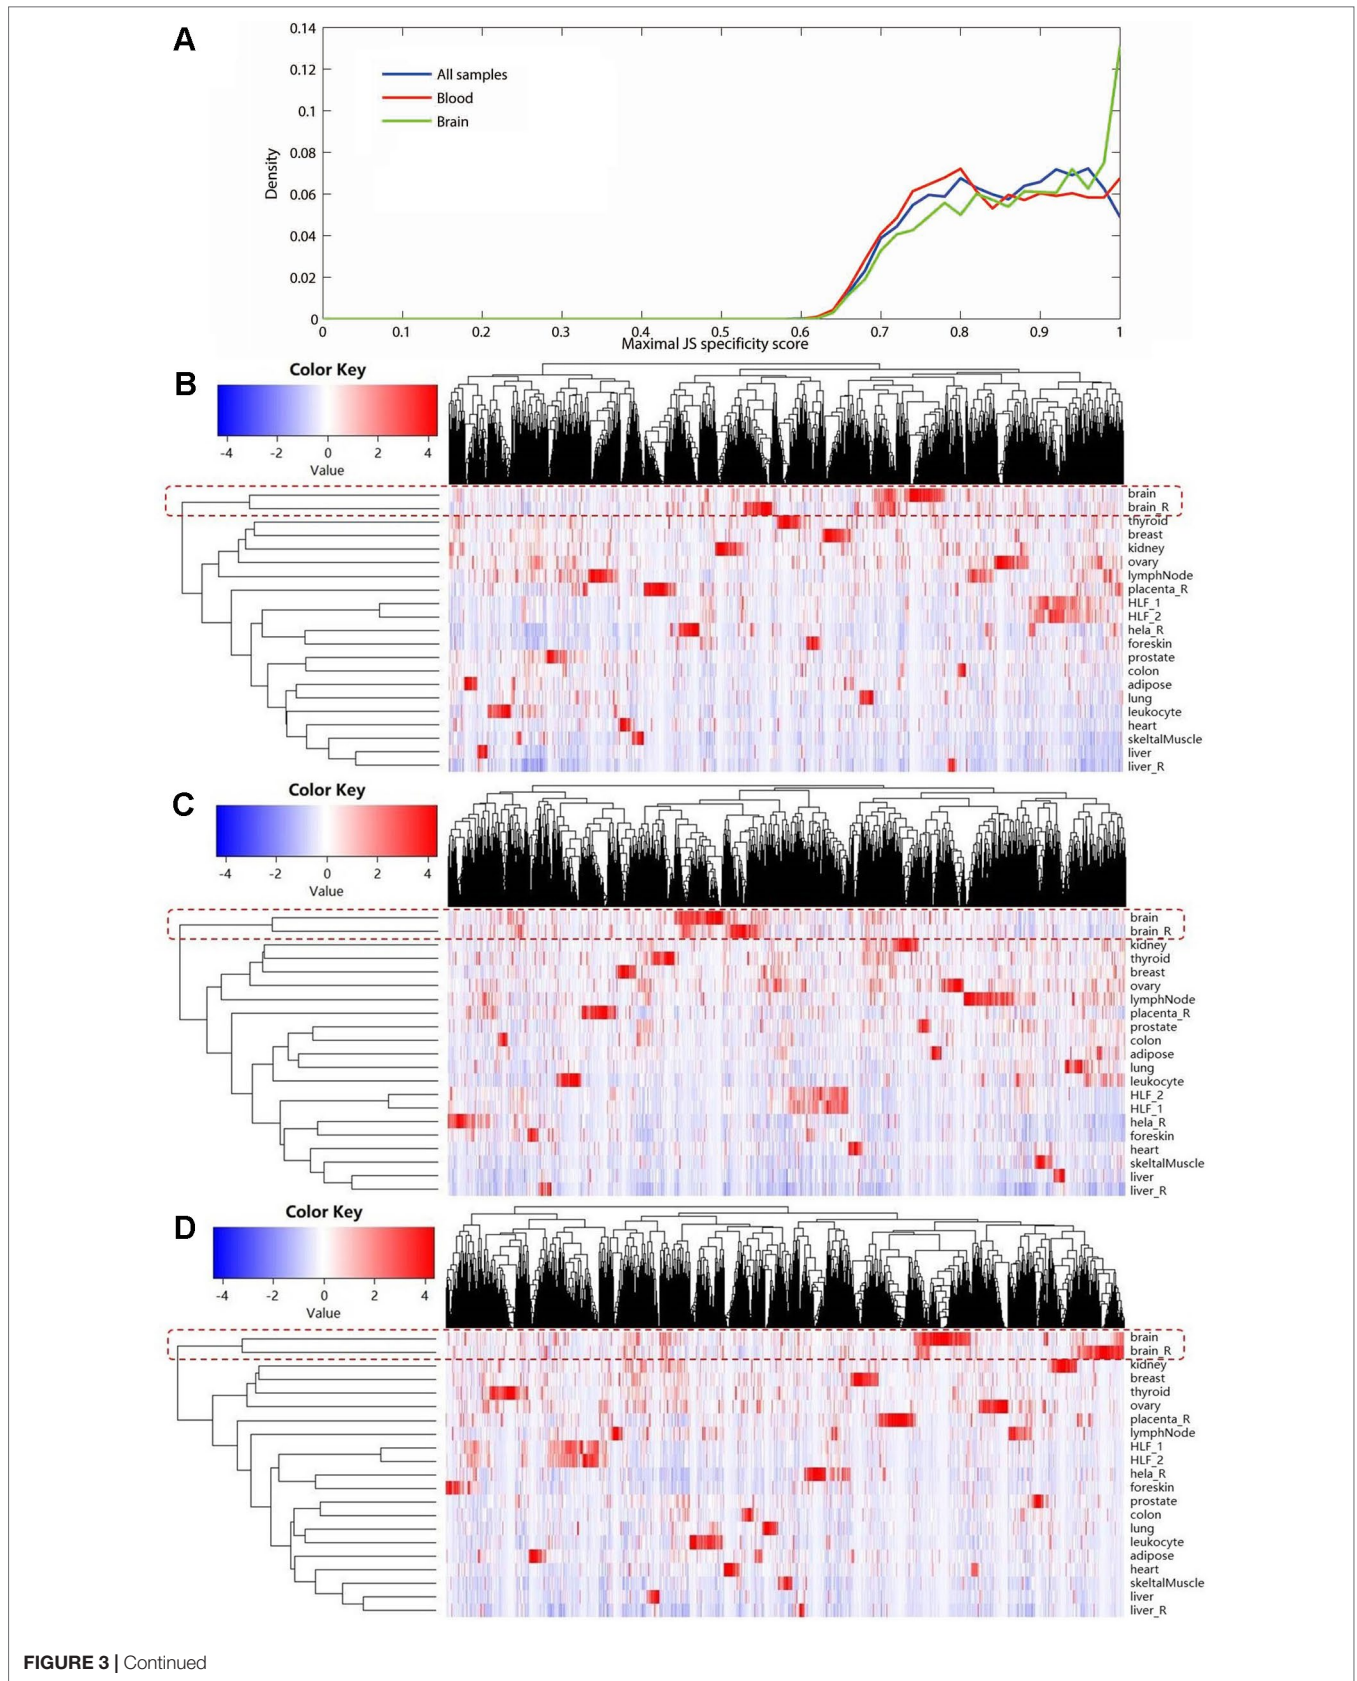 A
0.14
0.12
0.1
0.08
0.06
0.04
0.02
0
Density
All samples
Blood
Brain
0 0.1 0.2 0.3 0.4 0.5 0.6 0.7 0.8 0.9 1
Maximal JS specificity score
B
Color Key
-4 -2 0 2 4
Value
brain
brain_R
thyroid
breast
kidney
ovary
lymphNode
placenta_R
HLF_1
HLF_2
hela_R
foreskin
prostate
colon
adipose
lung
leukocyte
heart
skeltalMuscle
liver
liver_R
C
Color Key
-4 -2 0 2 4
Value
brain
brain_R
kidney
thyroid
breast
ovary
lymphNode
placenta_R
prostate
colon
adipose
lung
leukocyte
HLF_2
HLF_1
hela_R
foreskin
heart
skeltalMuscle
liver
liver_R
D
Color Key
-4 -2 0 2 4
Value
brain
brain_R
kidney
breast
thyroid
ovary
placenta_R
lymphNode
HLF_1
HLF_2
hela_R
foreskin
prostate
colon
lung
leukocyte
adipose
heart
skeltalMuscle
liver
liver_R
FIGURE 3 | Continued